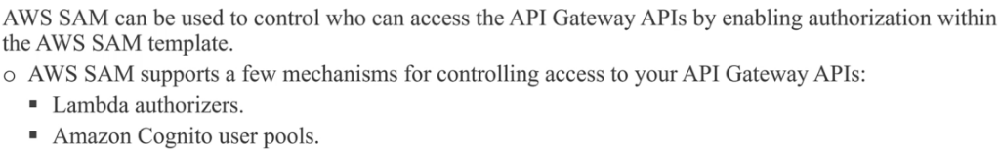 AWS SAM can be used to control who can access the API Gateway APIs by enabling authorization within
the AWS SAM template.
o AWS SAM supports a few mechanisms for controlling access to your API Gateway APIs:
▪ Lambda authorizers.
▪ Amazon Cognito user pools.